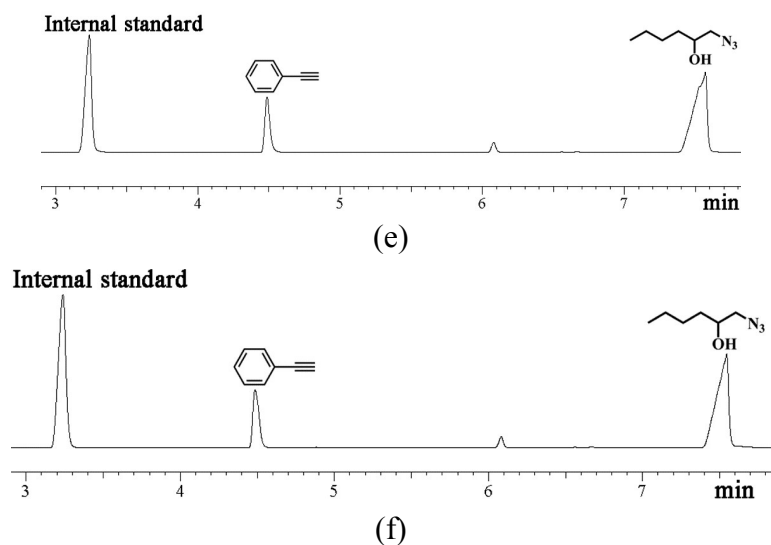 Internal standard
N3
OH
3 4 5 6 7 min
(e)
Internal standard
N3
OH
3 4 5 6 7 min
(f)